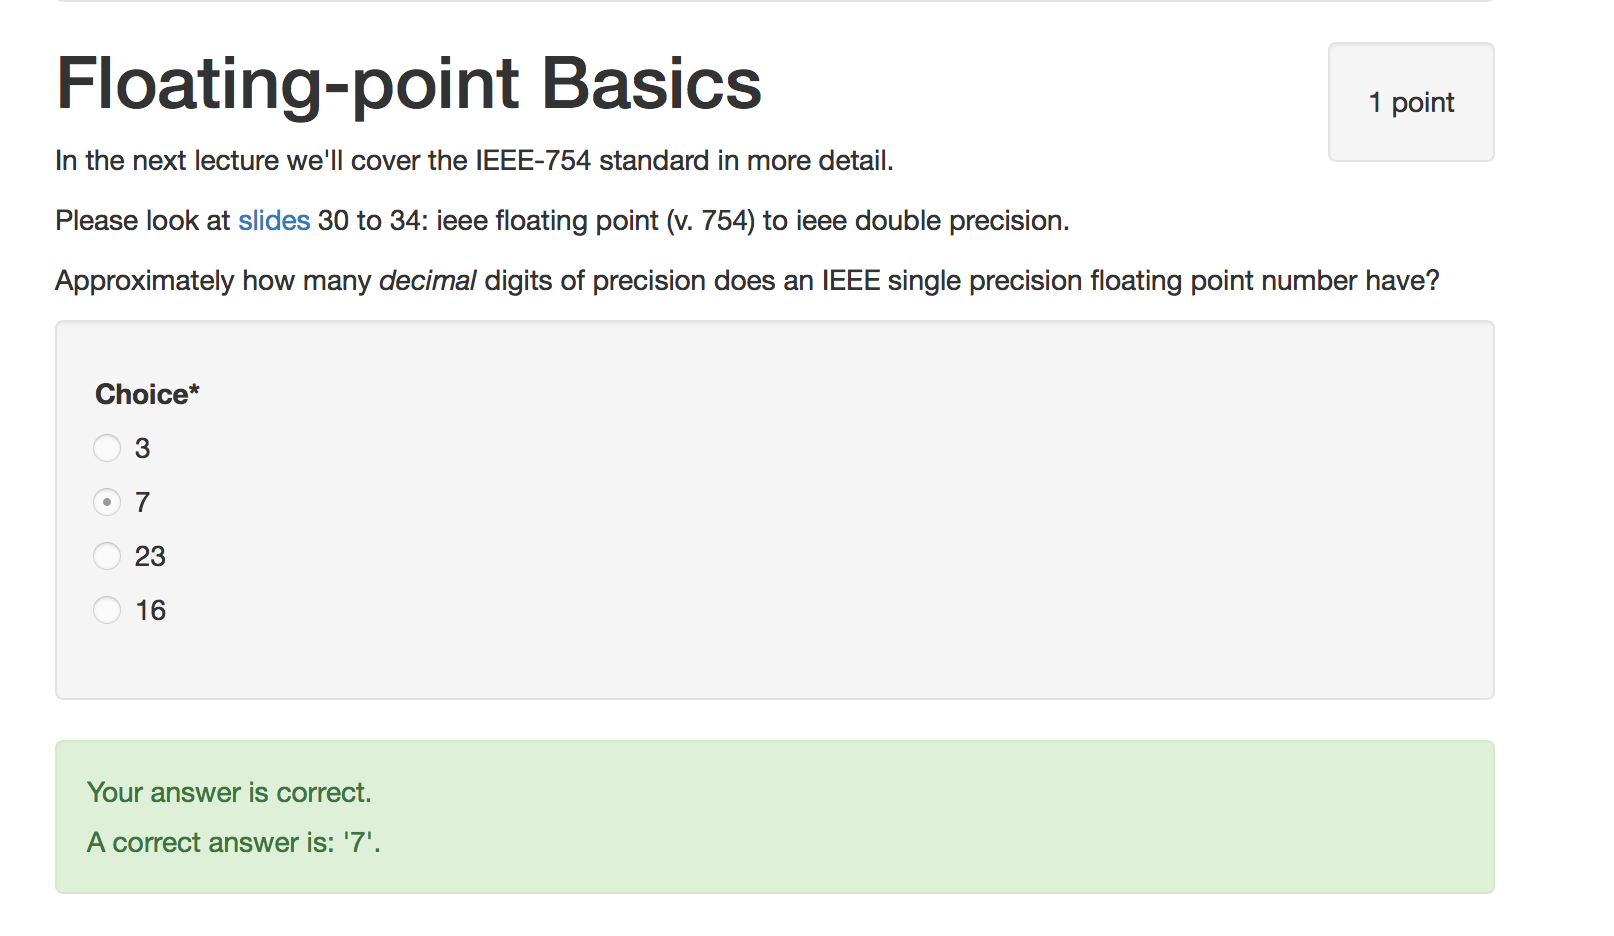 Floating-point Basics
1 point
In the next lecture we'll cover the IEEE-754 standard in more detail.
Please look at slides 30 to 34: ieee floating point (v. 754) to ieee double precision.
Approximately how many decimal digits of precision does an IEEE single precision floating point number have?
Choice*
3
7
23
16
Your answer is correct.
A correct answer is: '7'.